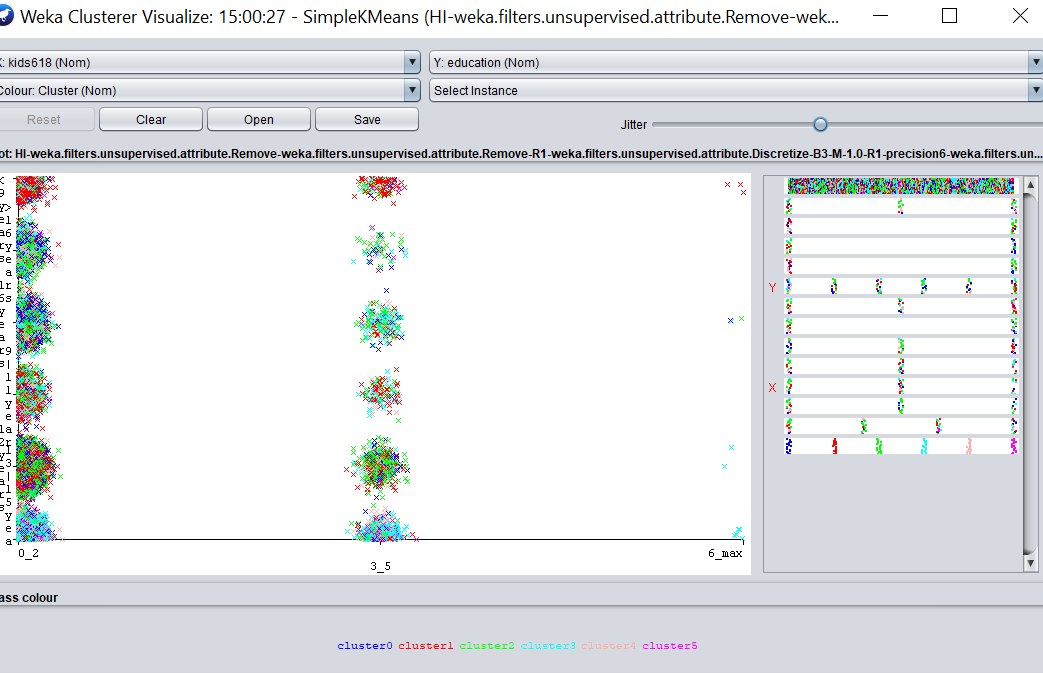 Weka Clusterer Visualize: 15:00:27 - SimpleKMeans (HI-weka.filters.unsupervised.attribute.Remove-wek...
: kids618 (Nom)
Y: education (Nom)
Colour: Cluster (Nom)
Select Instance
Reset
Clear
Open
Save
Jitter
ot: HI-weka.filters.unsupervised.attribute.Remove-weka.filters.unsupervised.attribute.Remove-R1-weka.filters.unsupervised.attribute.Discretize-B3-M-1.0-R1-precision6-weka.filters.un...
Y
X
0_2
3_5
6_max
ass colour
cluster0 cluster1 cluster2 cluster3 cluster4 cluster5